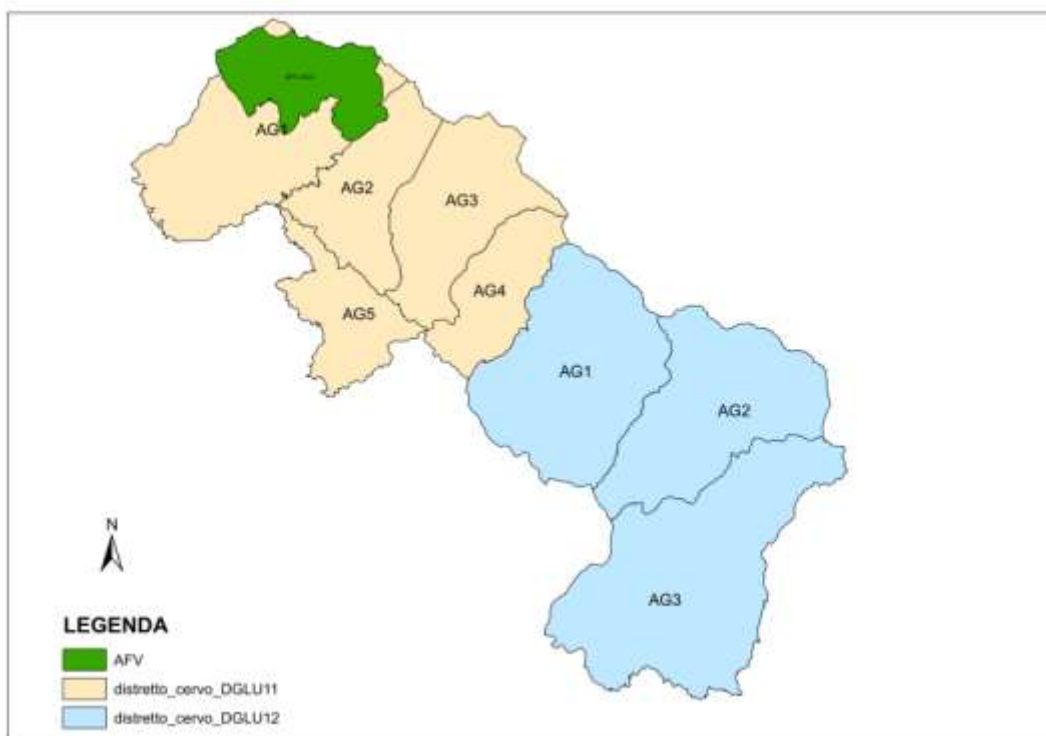 AG1
AG2
AG3
AG4
AG5
AG1
AG2
AG3
N
LEGENDA
AFV
distretto_cervo_DGLU11
distretto_cervo_DGLU12